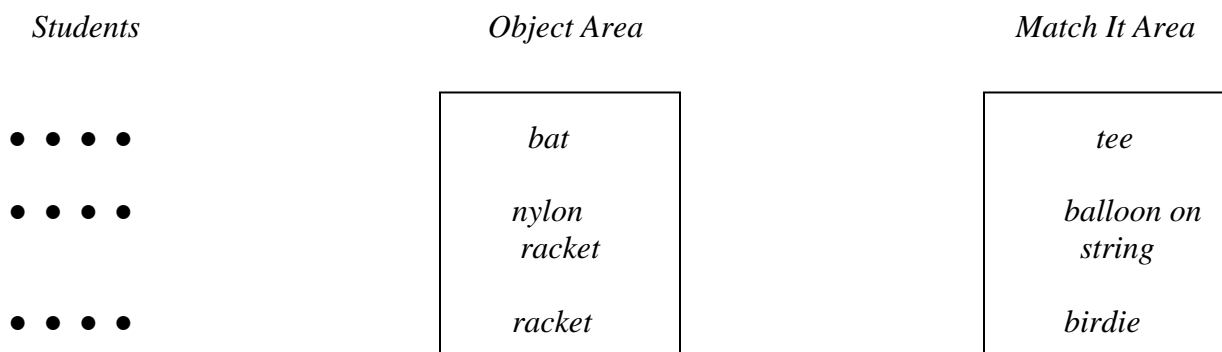 Students Object Area Match It Area
bat tee
nylon balloon on
racket string
racket birdie